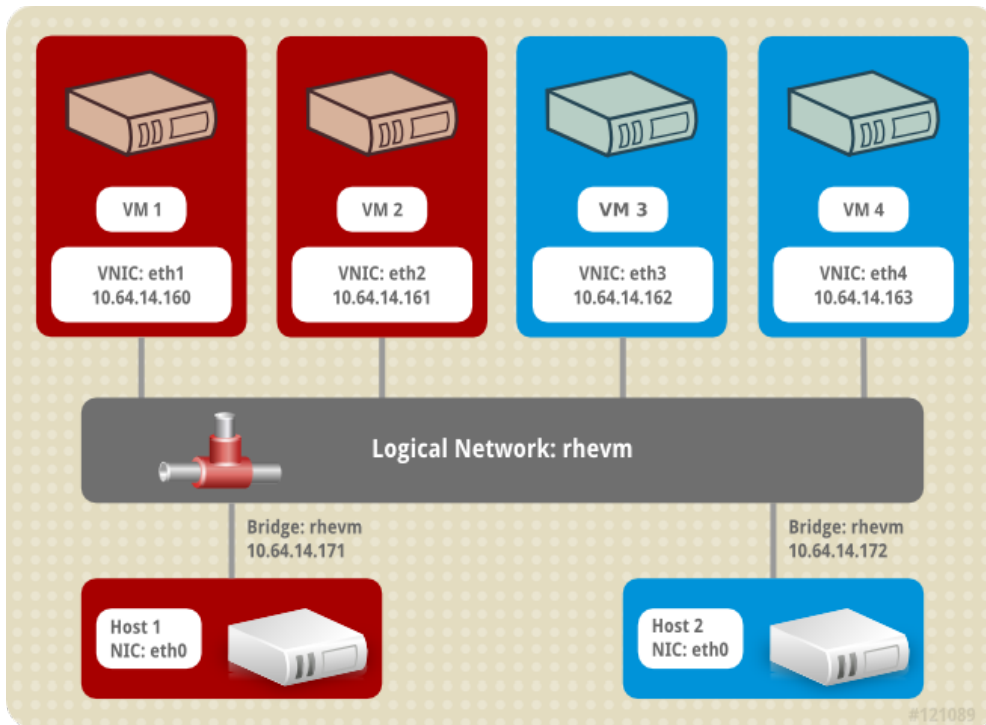 VM 1
VM 2
VM 3
VM 4
VNIC: eth1
10.64.14.160
VNIC: eth2
10.64.14.161
VNIC: eth3
10.64.14.162
VNIC: eth4
10.64.14.163
Logical Network: rhevm
Bridge: rhevm
10.64.14.171
Bridge: rhevm
10.64.14.172
Host 1
NIC: eth0
Host 2
NIC: eth0
#121089